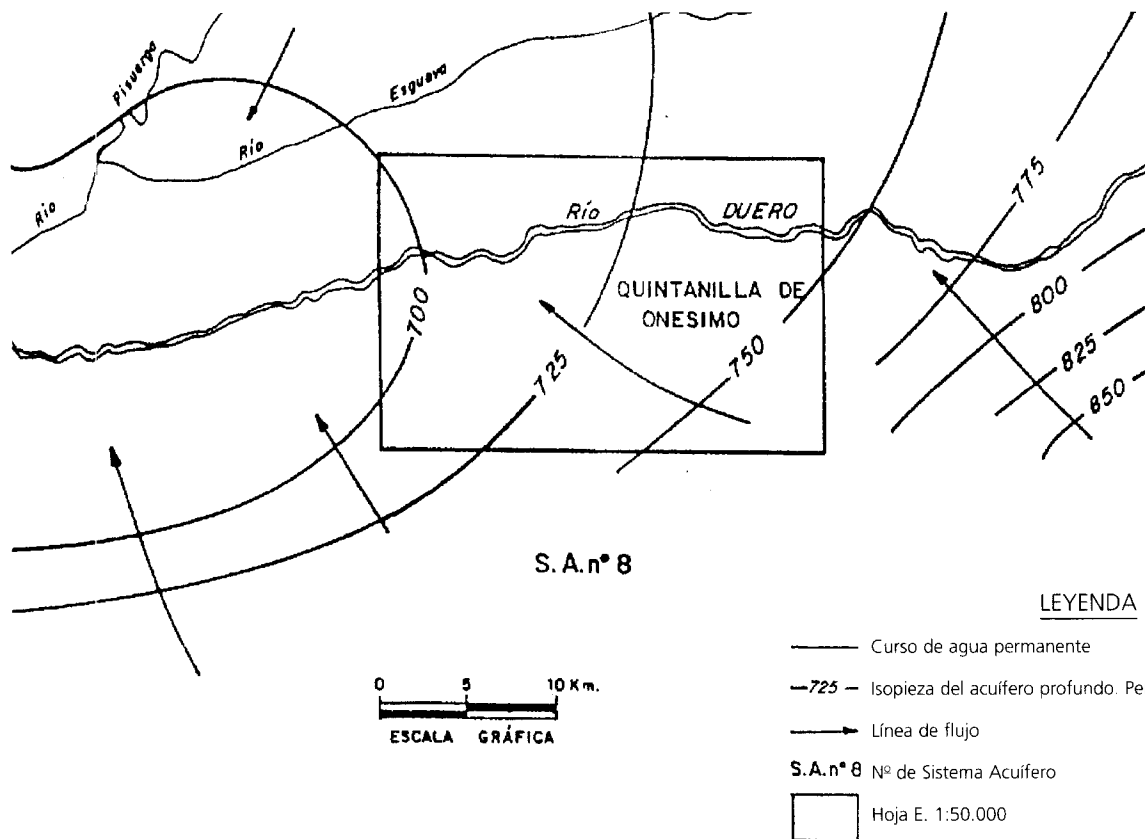 Pisuerga
Esgueva
Río
Río
Río DUERO
775
QUINTANILLA DE
ONESIMO
700
725
750
800
825
850
S.A.nº 8
LEYENDA
Curso de agua permanente
725 Isopieza del acuífero profundo. Pe
Línea de flujo
S.A.nº 8 Nº de Sistema Acuífero
Hoja E. 1:50.000
0 5 10 Km.
ESCALA GRÁFICA